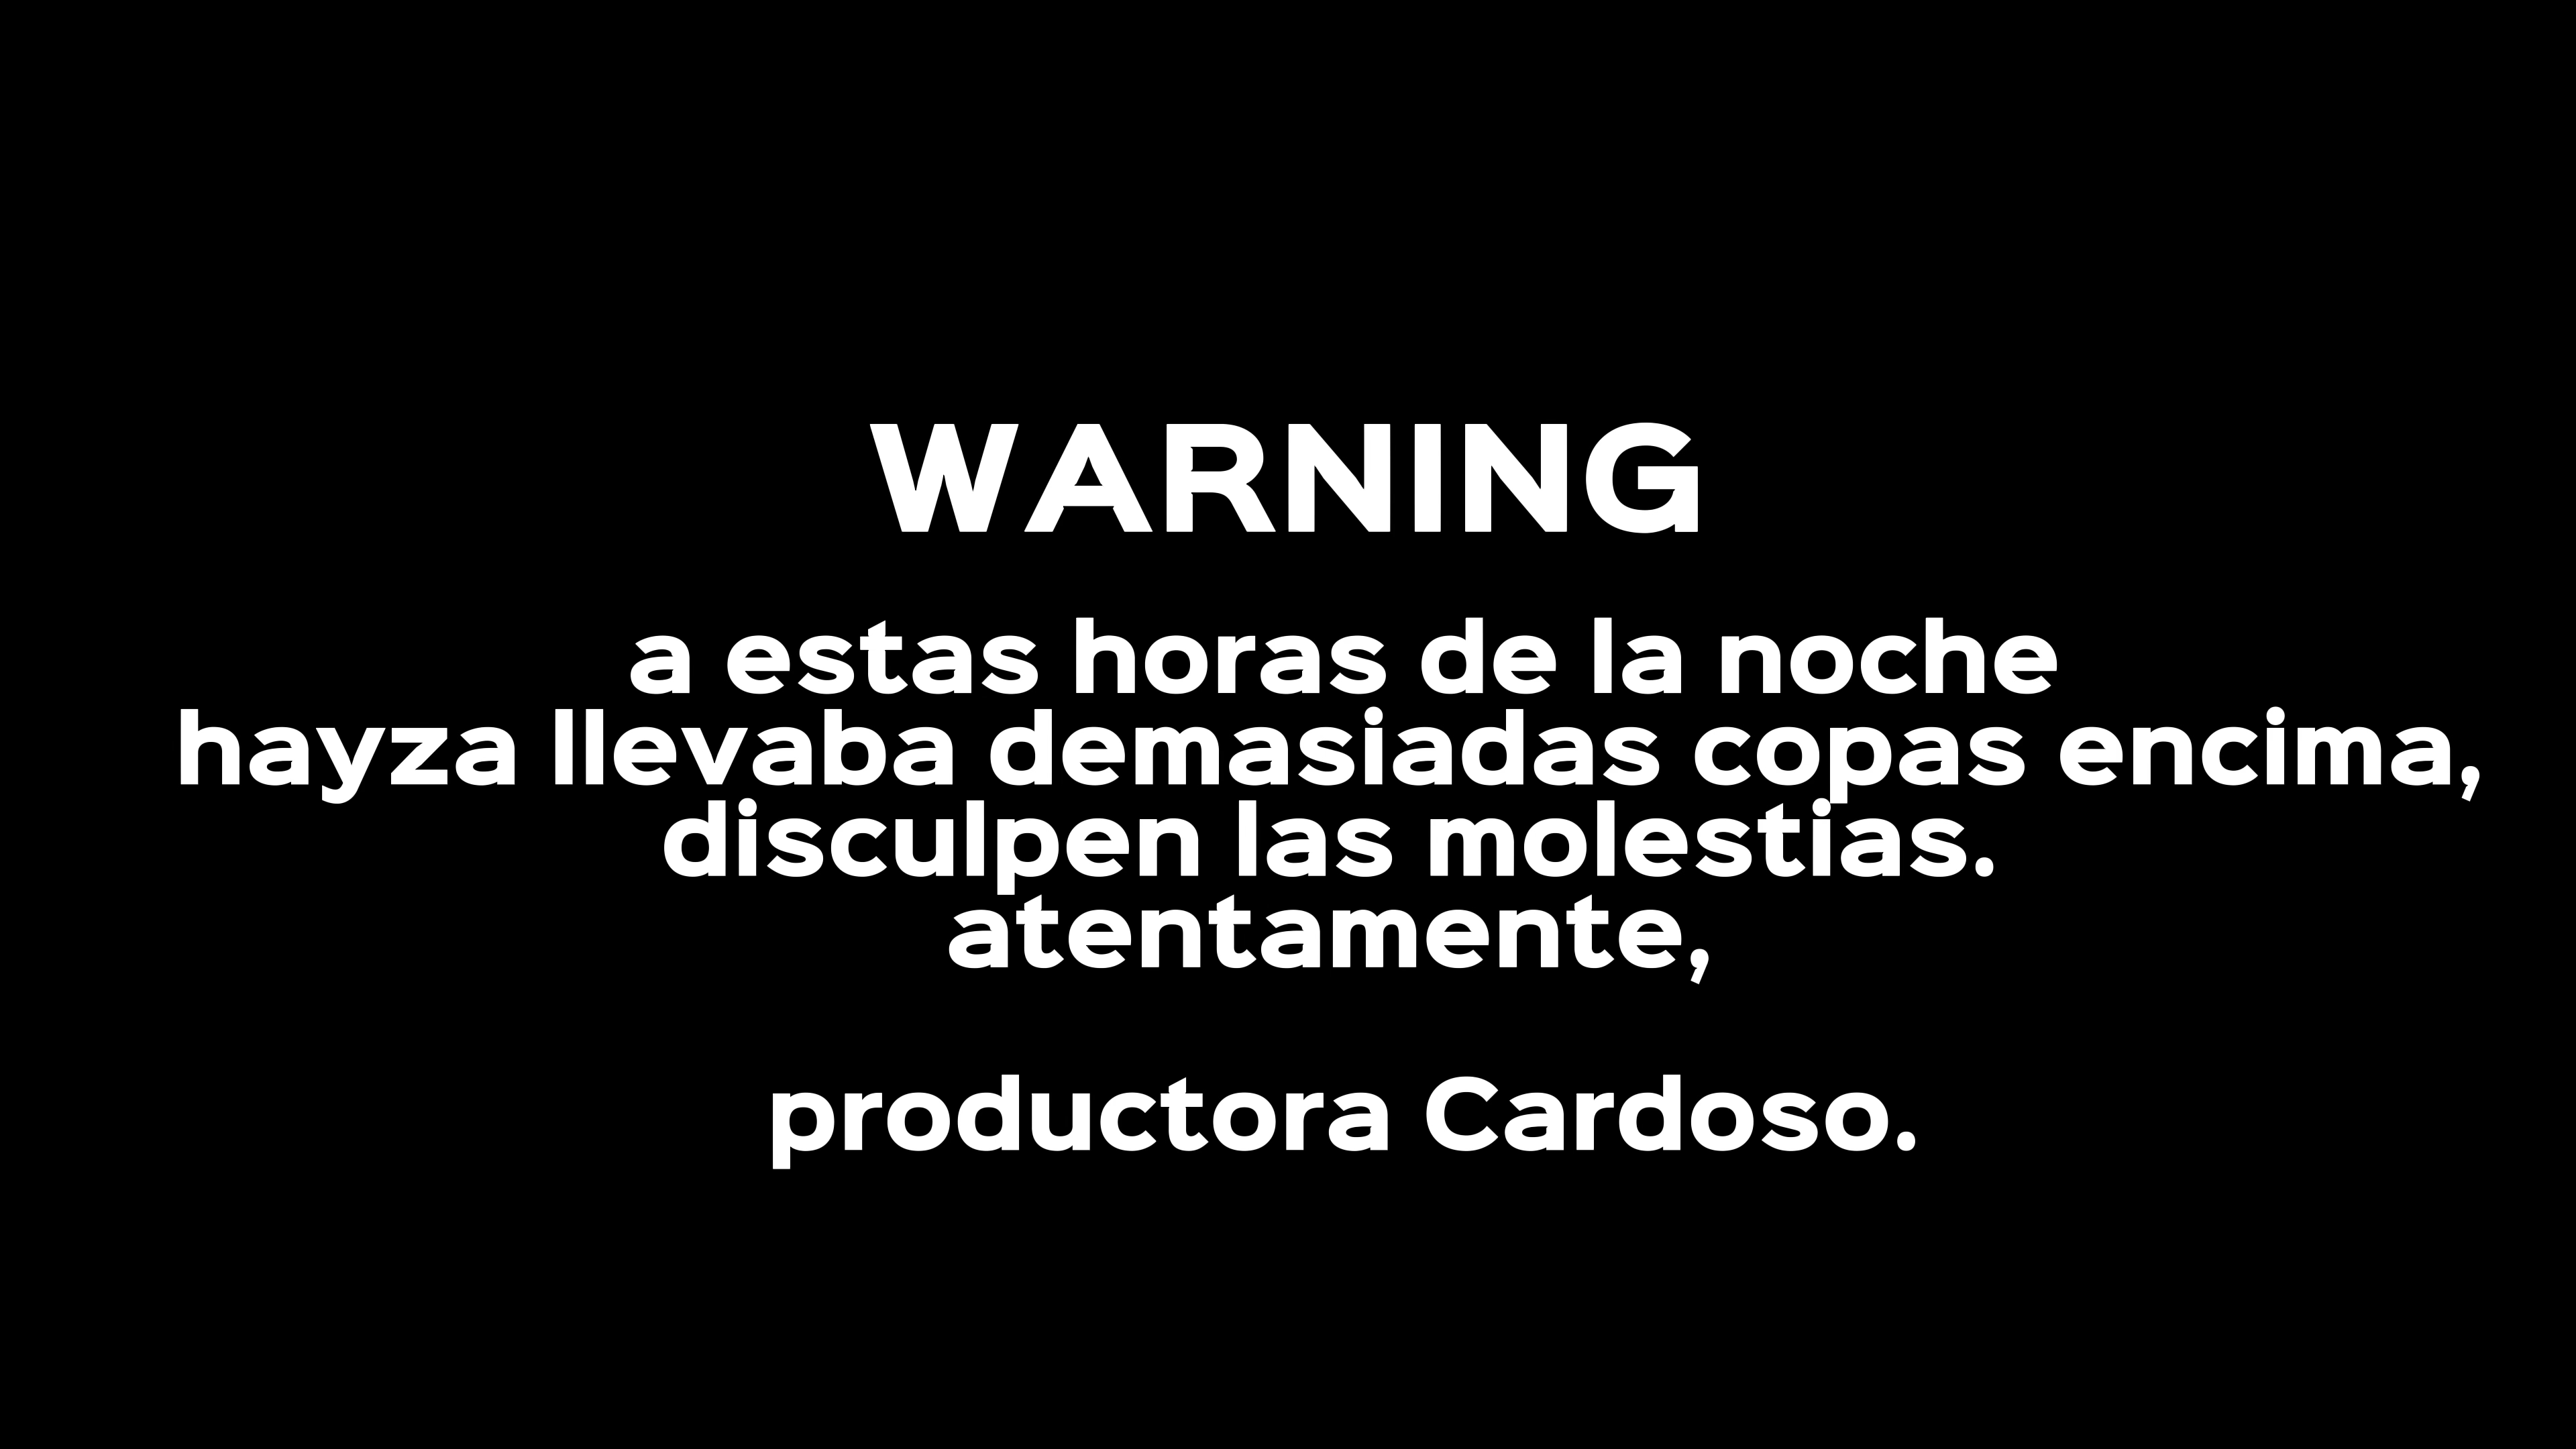 WARNING
a estas horas de la noche
hayza llevaba demasiadas copas encima,
disculpen las molestias.
atentamente,
productora Cardoso.